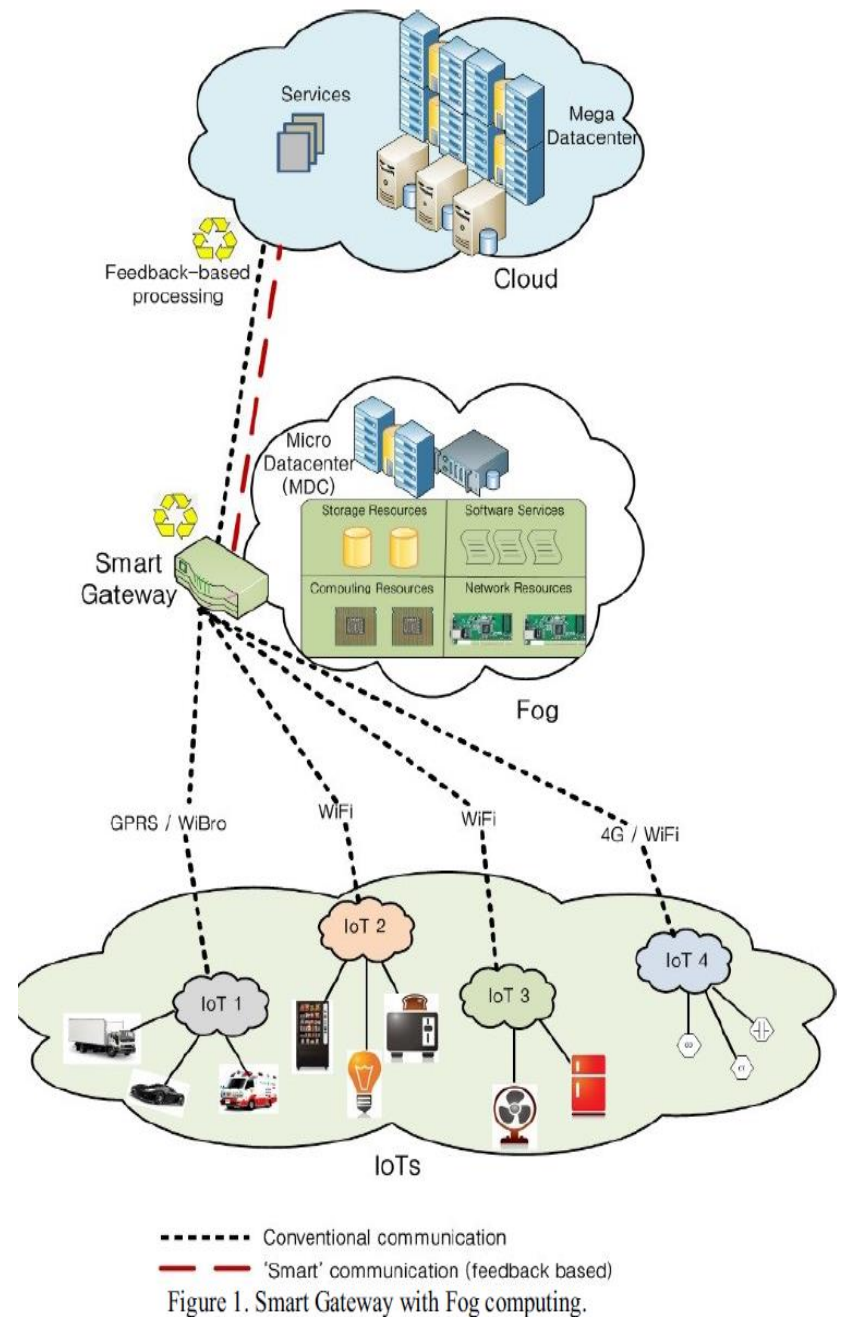 Services
Mega
Datacenter
Feedback-based
processing
Cloud
Micro
Datacenter
(MDC)
Storage Resources
Software Services
Smart
Gateway
Computing Resources
Network Resources
Fog
GPRS / WiBro
WiFi
WiFi
4G / WiFi
IoT 1
IoT 2
IoT 3
IoT 4
IoTs
Conventional communication
'Smart' communication (feedback based)
Figure 1. Smart Gateway with Fog computing.